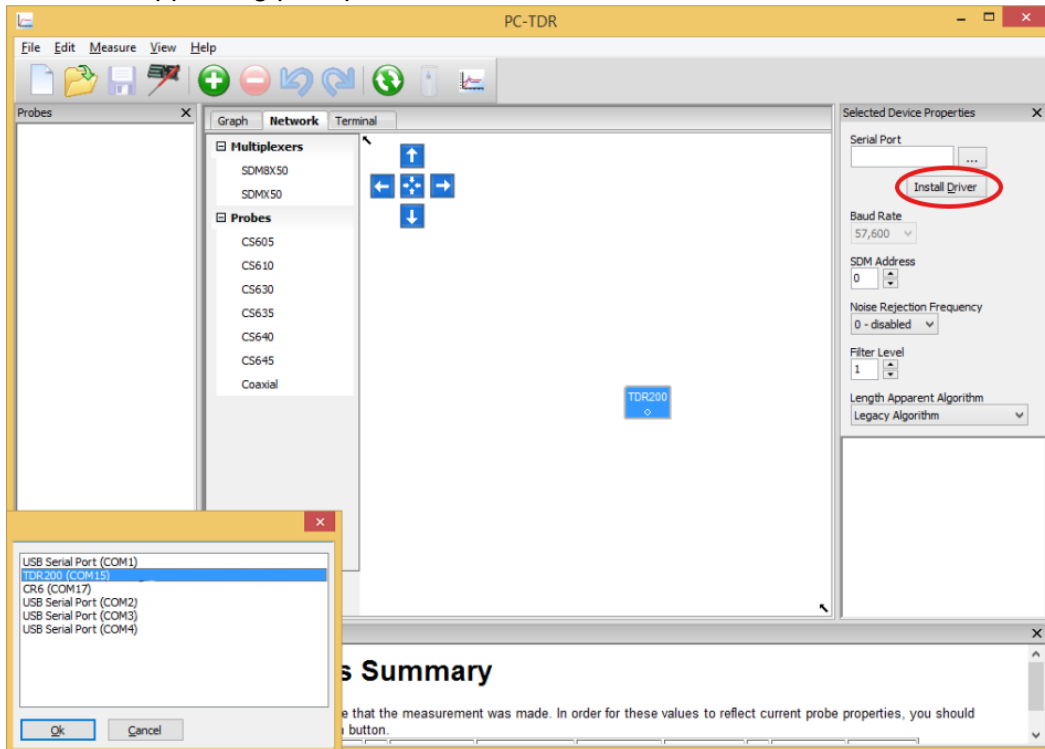 PC-TDR
File Edit Measure View Help
Probes
Graph Network Terminal
Multiplexers
SDM8X50
SDMX50
Probes
CS605
CS610
CS630
CS635
CS640
CS645
Coaxial
TDR200
Selected Device Properties
Serial Port
...
Install Driver
Baud Rate
57,600
SDM Address
0
Noise Rejection Frequency
0 - disabled
Filter Level
1
Length Apparent Algorithm
Legacy Algorithm
USB Serial Port (COM1)
TDR200 (COM15)
CR6 (COM17)
USB Serial Port (COM2)
USB Serial Port (COM3)
USB Serial Port (COM4)
Ok Cancel
s Summary
e that the measurement was made. In order for these values to reflect current probe properties, you should
button.